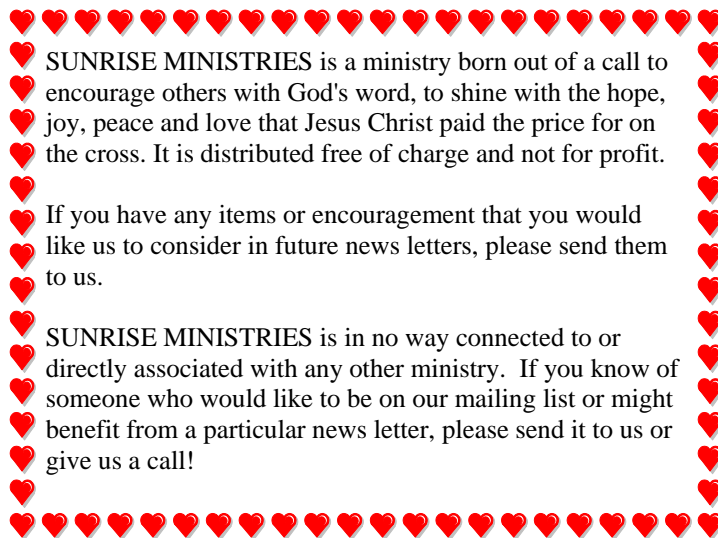 SUNRISE MINISTRIES is a ministry born out of a call to
encourage others with God's word, to shine with the hope,
joy, peace and love that Jesus Christ paid the price for on
the cross. It is distributed free of charge and not for profit.
If you have any items or encouragement that you would
like us to consider in future news letters, please send them
to us.
SUNRISE MINISTRIES is in no way connected to or
directly associated with any other ministry.  If you know of
someone who would like to be on our mailing list or might
benefit from a particular news letter, please send it to us or
give us a call!